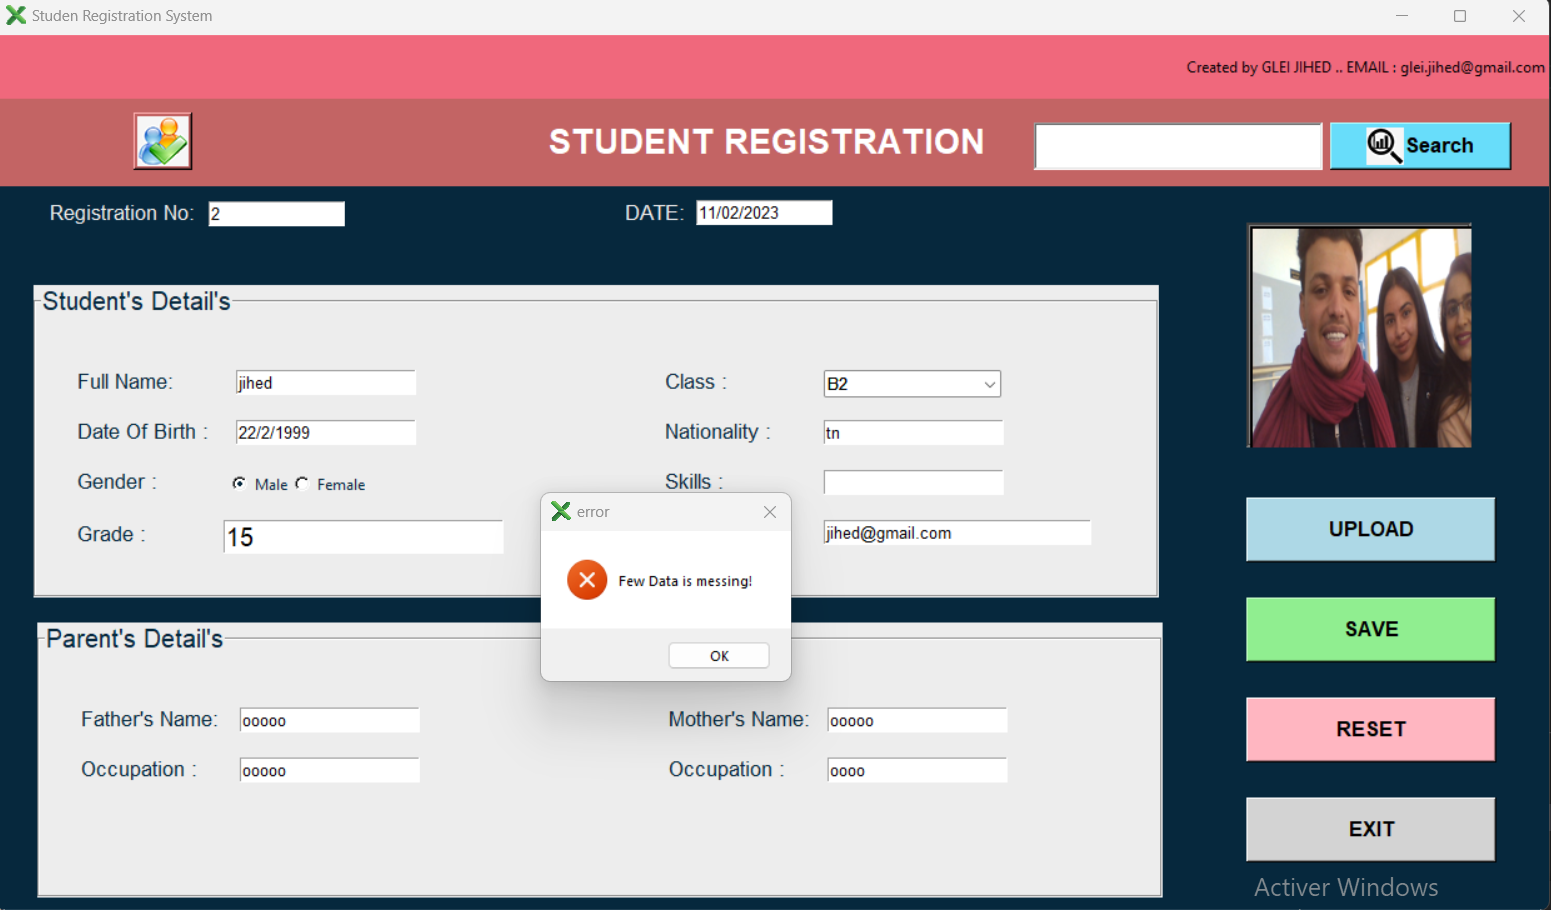 Studen Registration System
Created by GLEI JIHED .. EMAIL : glei.jihed@gmail.com
STUDENT REGISTRATION
Search
Registration No: 2
DATE: 11/02/2023
Student's Detail's
Full Name: jihed
Class : B2
Date Of Birth : 22/2/1999
Nationality : tn
Gender : Male Female
Skills :
Grade : 15
jihed@gmail.com
error
Few Data is messing!
OK
Parent's Detail's
Father's Name: ooooo
Mother's Name: ooooo
Occupation : ooooo
Occupation : oooo
UPLOAD
SAVE
RESET
EXIT
Activer Windows